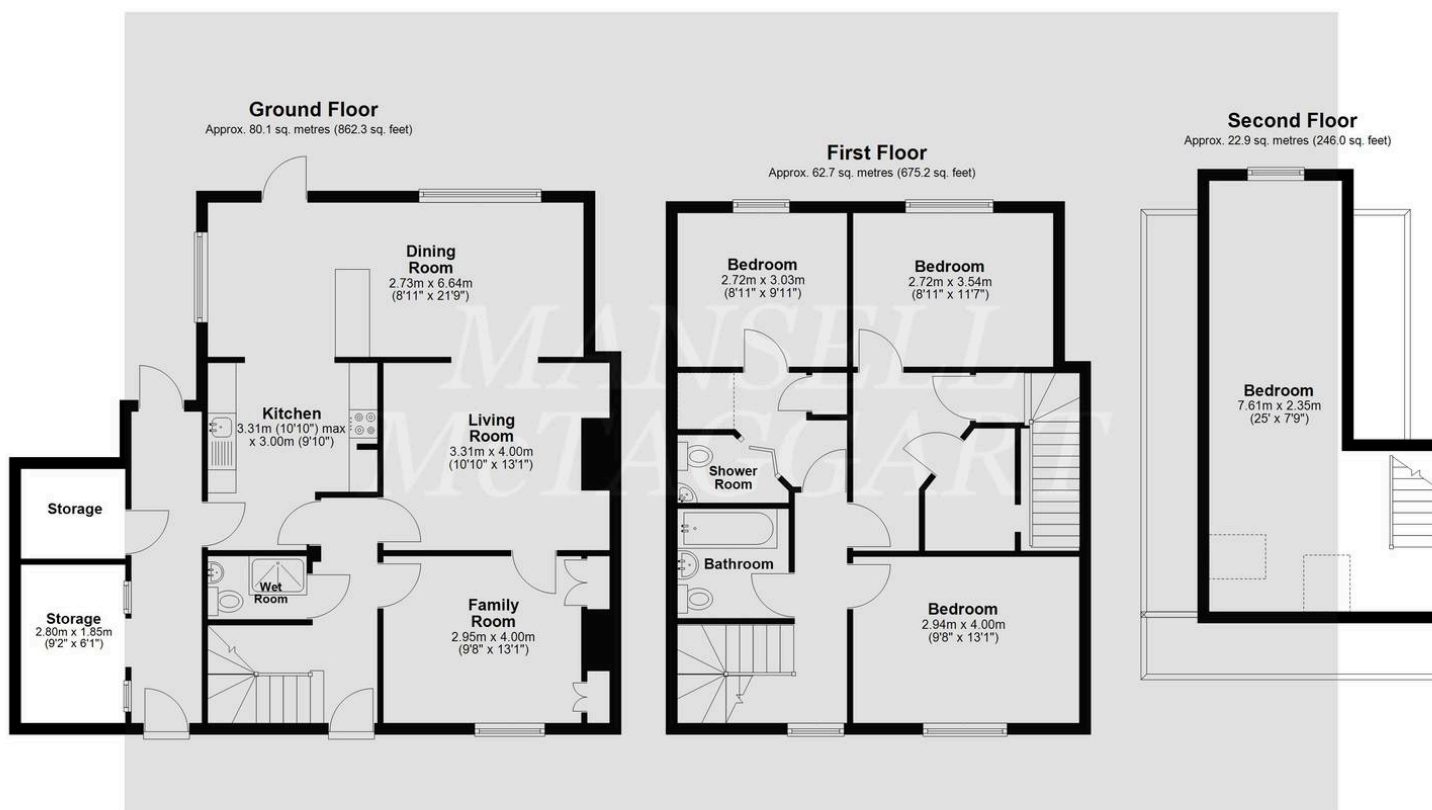 Ground Floor
Approx. 80.1 sq. metres (862.3 sq. feet)
Dining
Room
2.73m x 6.64m
(8'11" x 21'9")
Kitchen
3.31m (10'10") max
x 3.00m (9'10")
Living
Room
3.31m x 4.00m
(10'10" x 13'1")
Storage
Storage
2.80m x 1.85m
(9'2" x 6'1")
Wet
Room
Family
Room
2.95m x 4.00m
(9'8" x 13'1")
First Floor
Approx. 62.7 sq. metres (675.2 sq. feet)
Bedroom
2.72m x 3.03m
(8'11" x 9'11")
Bedroom
2.72m x 3.54m
(8'11" x 11'7")
Shower
Room
Bathroom
Bedroom
2.94m x 4.00m
(9'8" x 13'1")
Second Floor
Approx. 22.9 sq. metres (246.0 sq. feet)
Bedroom
7.61m x 2.35m
(25' x 7'9")
MANSELL
McTAGGART